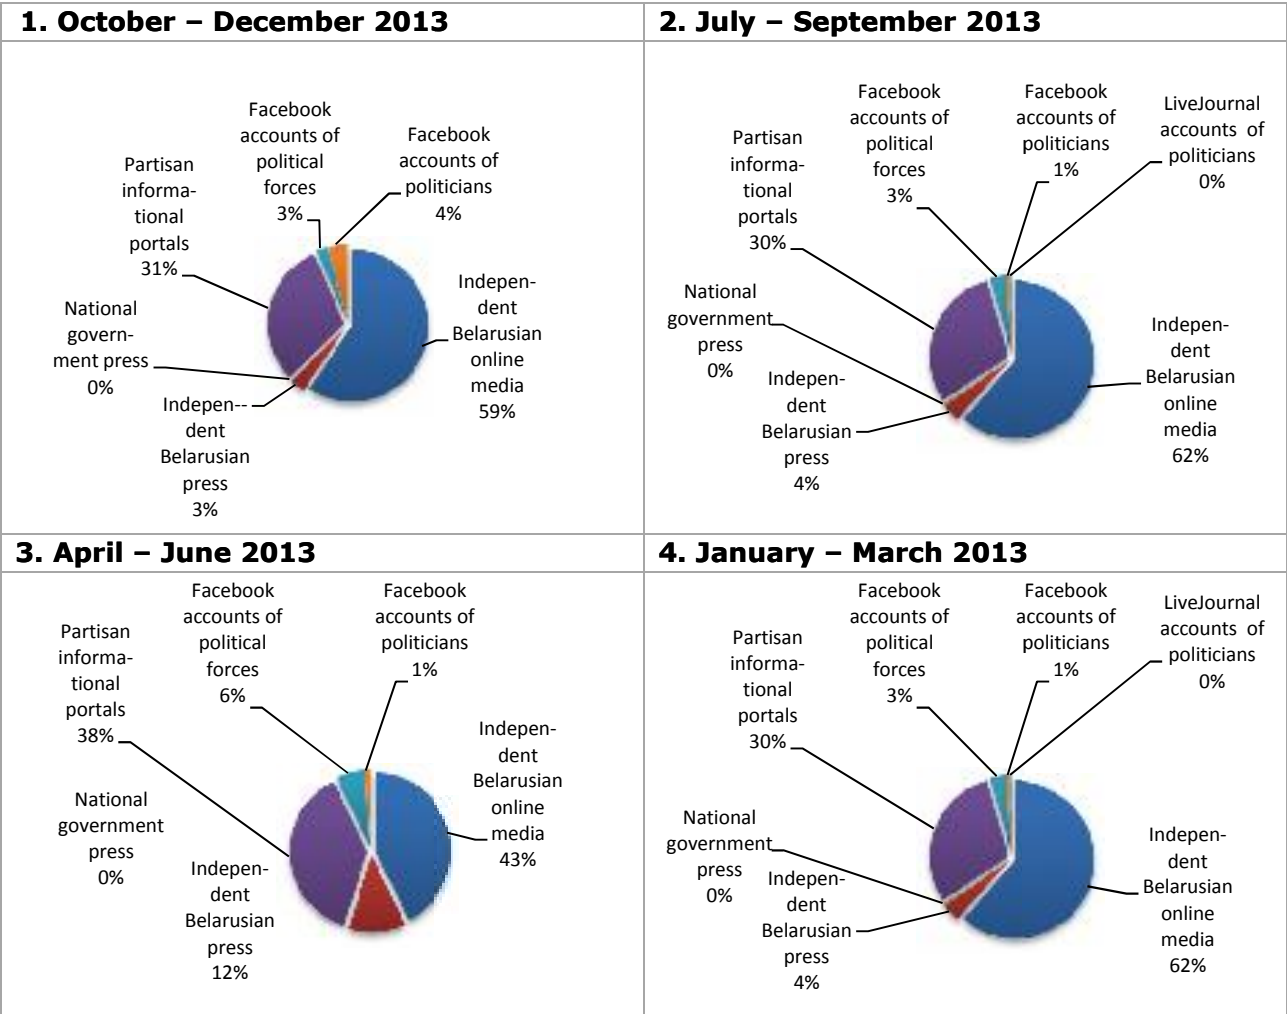 1. October – December 2013
Facebook
accounts of
political
forces
3%
Facebook
accounts of
politicians
4%
Partisan
informa-
tional
portals
31%
National
govern-
ment press
0%
Indepen--
dent
Belarusian
press
3%
Indepen-
dent
Belarusian
online
media
59%
2. July – September 2013
Facebook
accounts of
political
forces
3%
Facebook
accounts of
politicians
1%
LiveJournal
accounts of
politicians
0%
Partisan
informa-
tional
portals
30%
National
government
press
0%
Indepen-
dent
Belarusian
press
4%
Indepen-
dent
Belarusian
online
media
62%
3. April – June 2013
Facebook
accounts of
political
forces
6%
Facebook
accounts of
politicians
1%
Partisan
informa-
tional
portals
38%
National
government
press
0%
Indepen-
dent
Belarusian
press
12%
Indepen-
dent
Belarusian
online
media
43%
4. January – March 2013
Facebook
accounts of
political
forces
3%
Facebook
accounts of
politicians
1%
LiveJournal
accounts of
politicians
0%
Partisan
informa-
tional
portals
30%
National
government
press
0%
Indepen-
dent
Belarusian
press
4%
Indepen-
dent
Belarusian
online
media
62%